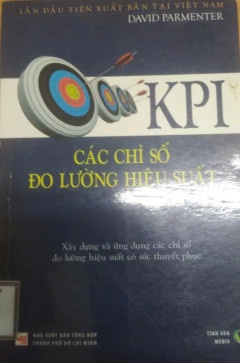 LẦN ĐẦU TIÊN XUẤT BẢN TẠI VIỆT NAM
DAVID PARMENTER
KPI
CÁC CHỈ SỐ
ĐO LƯỜNG HIỆU SUẤT
Xây dựng và ứng dụng các chỉ số
đo lường hiệu suất có sức thuyết phục
NHÀ XUẤT BẢN TỔNG HỢP
THÀNH PHỐ HỒ CHÍ MINH
TINH VĂN
MEDIA